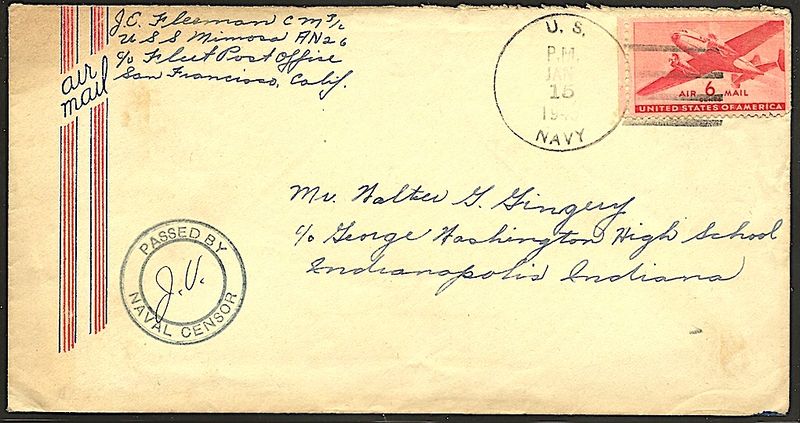 J.C. Fleeman CM3/c
U S S Mimosa AN26
c/o Fleet Post Office
San Francisco, Calif.
air
mail
U. S.
P.M.
JAN
15
NAVY
AIR 6 MAIL
CENTS
UNITED STATES OF AMERICA
Mr. Walter G. Gingery
c/o George Washington High School
Indianapolis Indiana
PASSED BY
J.V.
NAVAL CENSOR